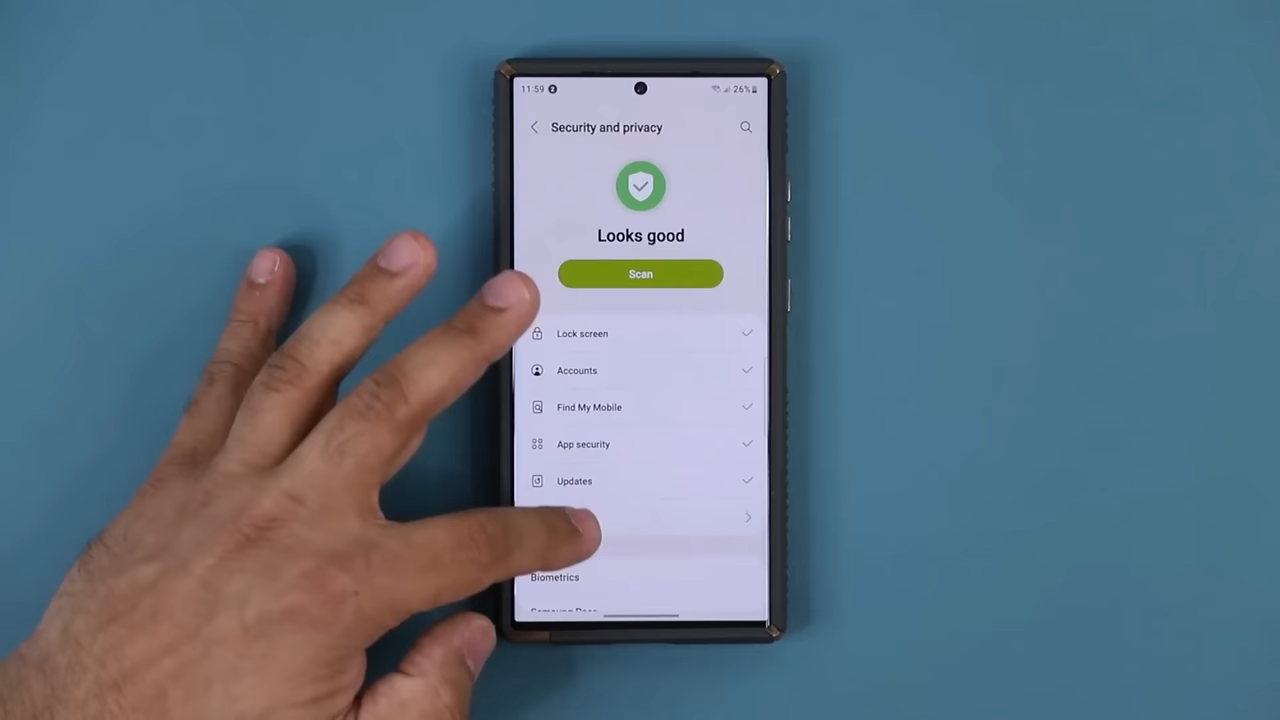 11:59 2 26%
Security and privacy
Looks good
Scan
Lock screen
Accounts
Find My Mobile
App security
Updates
Biometrics